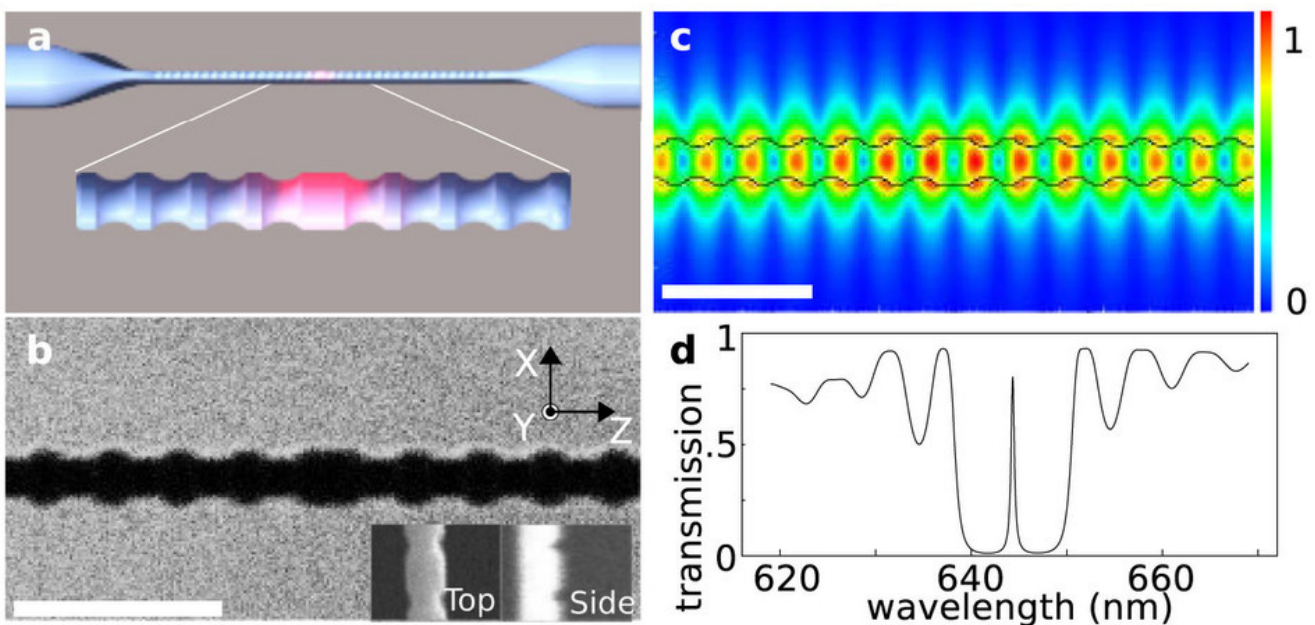 a
b
X
Y
Z
Top
Side
c
1
0
d
transmission
1
.5
0
620
640
660
wavelength (nm)